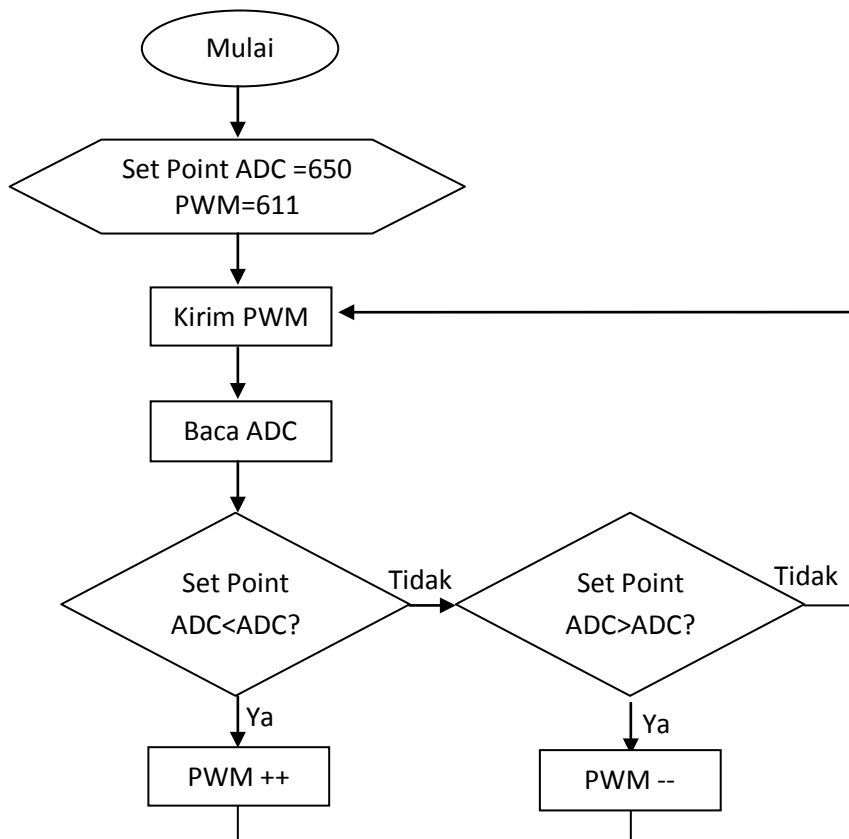 Mulai
Set Point ADC =650
PWM=611
Kirim PWM
Baca ADC
Set Point
ADC<ADC?
Tidak
Set Point
ADC>ADC?
Tidak
Ya
Ya
PWM ++
PWM --